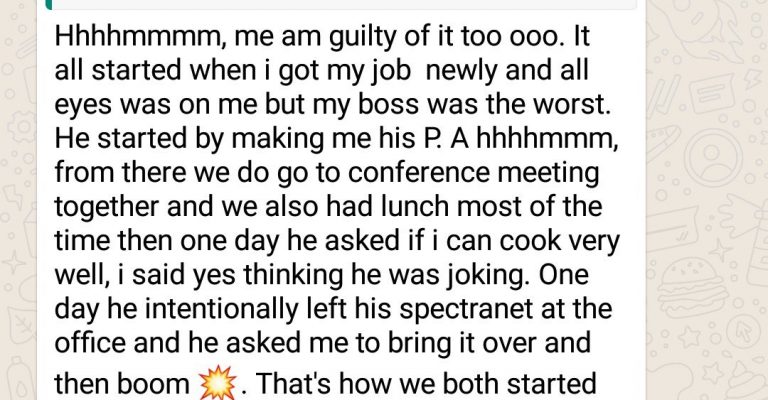 Hhhhmmmm, me am guilty of it too ooo. It
all started when i got my job  newly and all
eyes was on me but my boss was the worst.
He started by making me his P. A hhhhmmm,
from there we do go to conference meeting
together and we also had lunch most of the
time then one day he asked if i can cook very
well, i said yes thinking he was joking. One
day he intentionally left his spectranet at the
office and he asked me to bring it over and
then boom 💥. That's how we both started